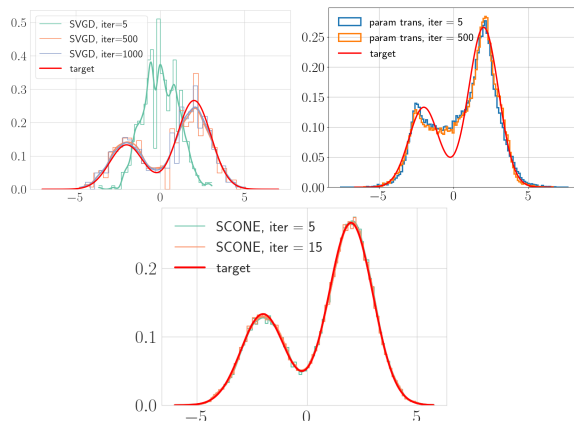 SVGD, iter=5
SVGD, iter=500
SVGD, iter=1000
target
0.5
0.4
0.3
0.2
0.1
0.0
−5 0 5
param trans, iter = 5
param trans, iter = 500
target
0.25
0.20
0.15
0.10
0.05
0.00
−5 0 5
SCONE, iter = 5
SCONE, iter = 15
target
0.2
0.1
0.0
−5 0 5